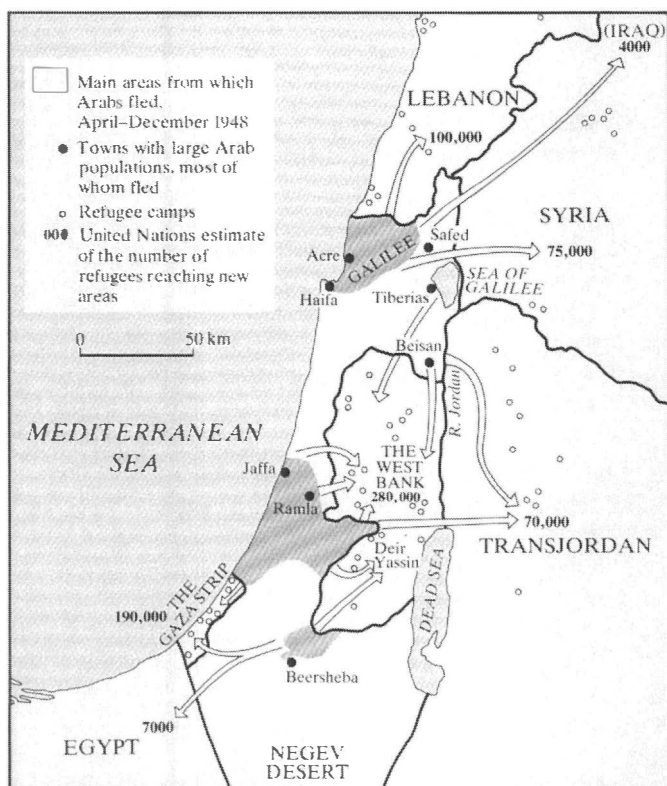 Main areas from which
Arabs fled,
April–December 1948
Towns with large Arab
populations, most of
whom fled
Refugee camps
000 United Nations estimate
of the number of
refugees reaching new
areas
0 50 km
(IRAQ)
4000
LEBANON
100,000
SYRIA
Safed
Acre
GALILEE
75,000
Haifa
Tiberias
SEA OF
GALILEE
Beisan
R. Jordan
MEDITERRANEAN
SEA
Jaffa
THE
WEST
BANK
280,000
Ramla
70,000
TRANSJORDAN
Deir
Yassin
DEAD SEA
THE
GAZA STRIP
190,000
Beersheba
7000
EGYPT
NEGEV
DESERT